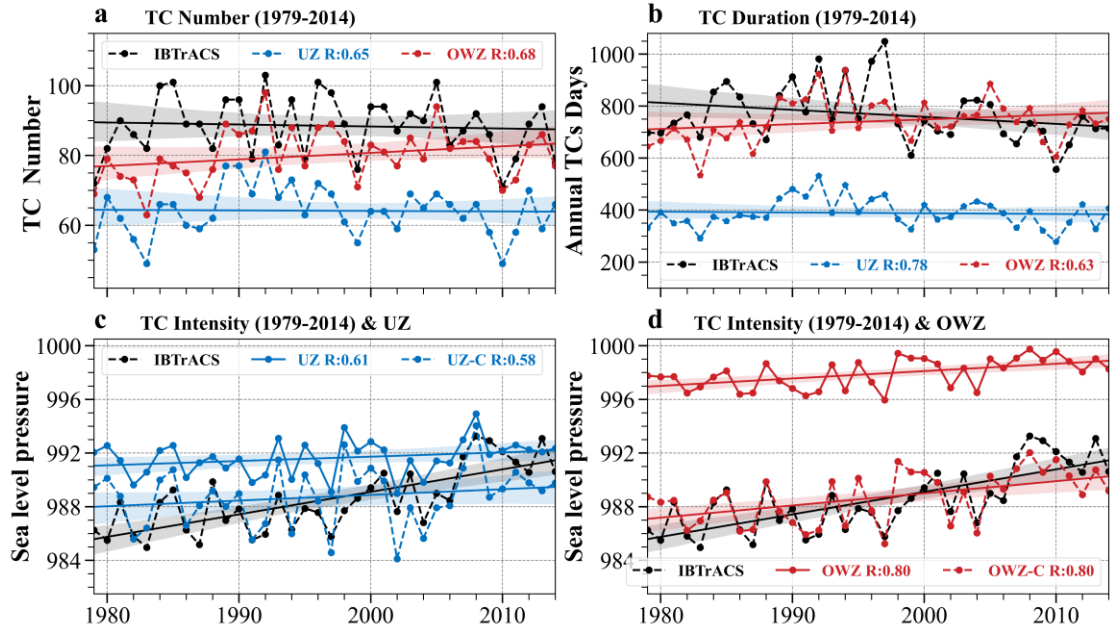 a TC Number (1979-2014)
IBTrACS UZ R:0.65 OWZ R:0.68
TC Number
100
80
60
b TC Duration (1979-2014)
Annual TCs Days
1000
800
600
400
200
IBTrACS UZ R:0.78 OWZ R:0.63
c TC Intensity (1979-2014) & UZ
IBTrACS UZ R:0.61 UZ-C R:0.58
Sea level pressure
1000
996
992
988
984
1980 1990 2000 2010
d TC Intensity (1979-2014) & OWZ
Sea level pressure
1000
996
992
988
984
IBTrACS OWZ R:0.80 OWZ-C R:0.80
1980 1990 2000 2010